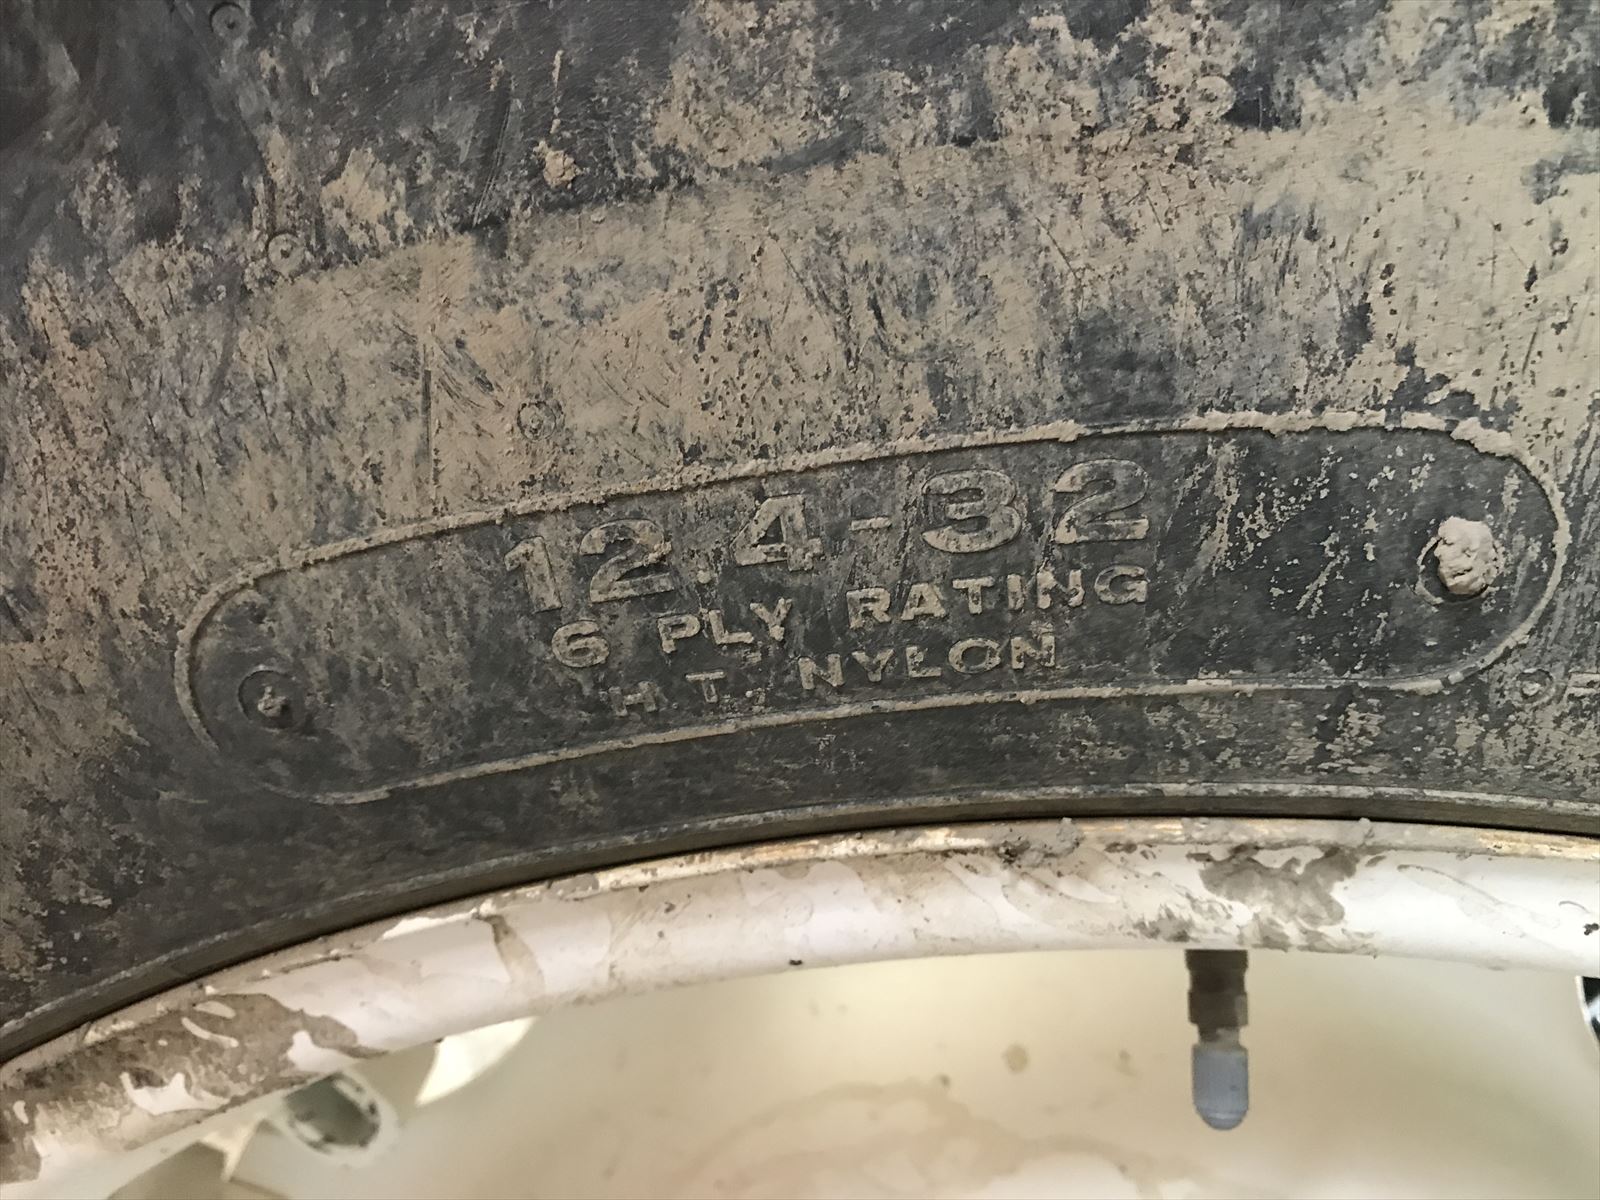 12.4-32
6 PLY RATING
H.T. NYLON